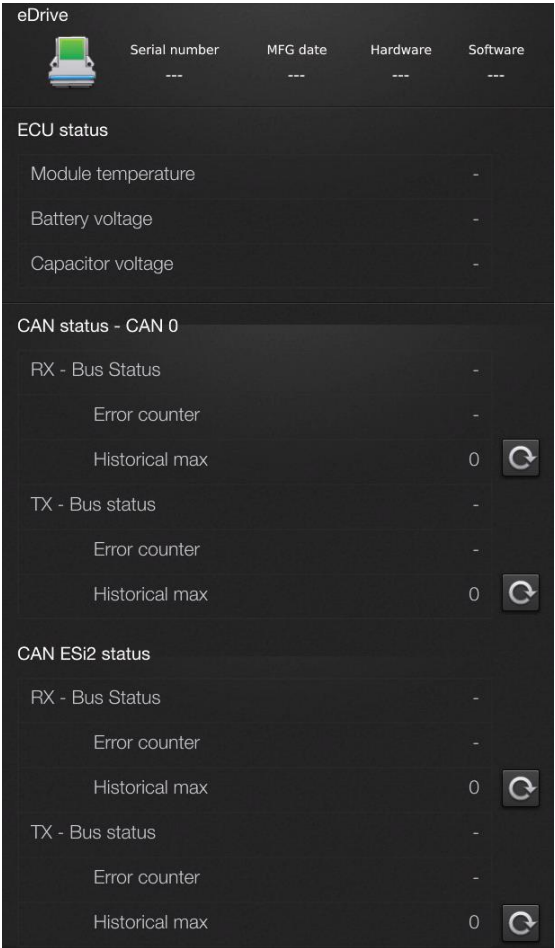 eDrive
Serial number MFG date Hardware Software
--- --- --- ---
ECU status
Module temperature -
Battery voltage -
Capacitor voltage -
CAN status - CAN 0
RX - Bus Status -
Error counter -
Historical max 0
TX - Bus status -
Error counter -
Historical max 0
CAN ESi2 status
RX - Bus Status -
Error counter -
Historical max 0
TX - Bus status -
Error counter -
Historical max 0